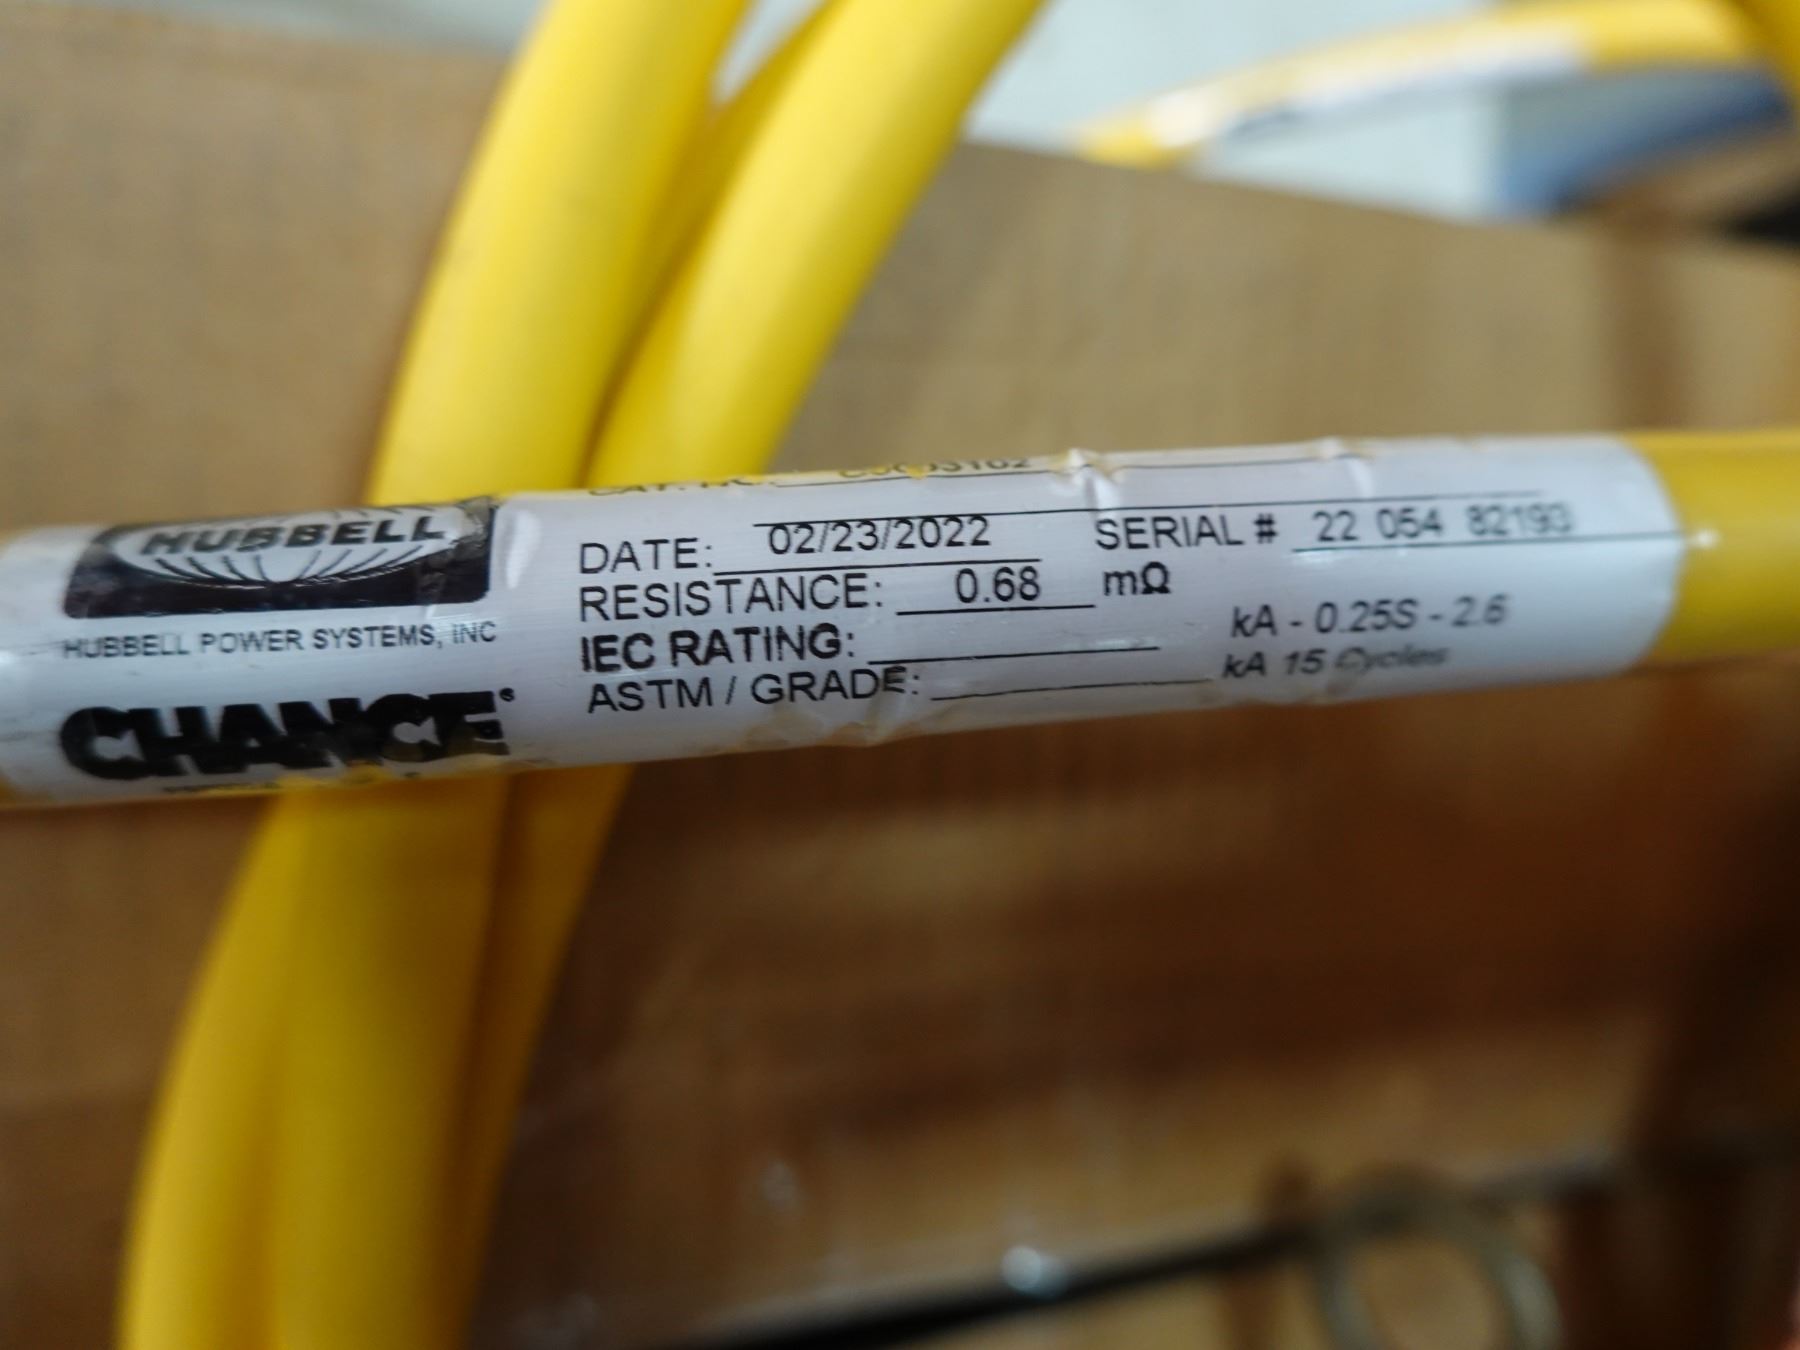 HUBBELL
HUBBELL POWER SYSTEMS, INC
CHANCE®
DATE: 02/23/2022 SERIAL # 22 054 82193
RESISTANCE: 0.68 mΩ
IEC RATING: kA - 0.25S - 2.6
ASTM / GRADE: kA 15 Cycles